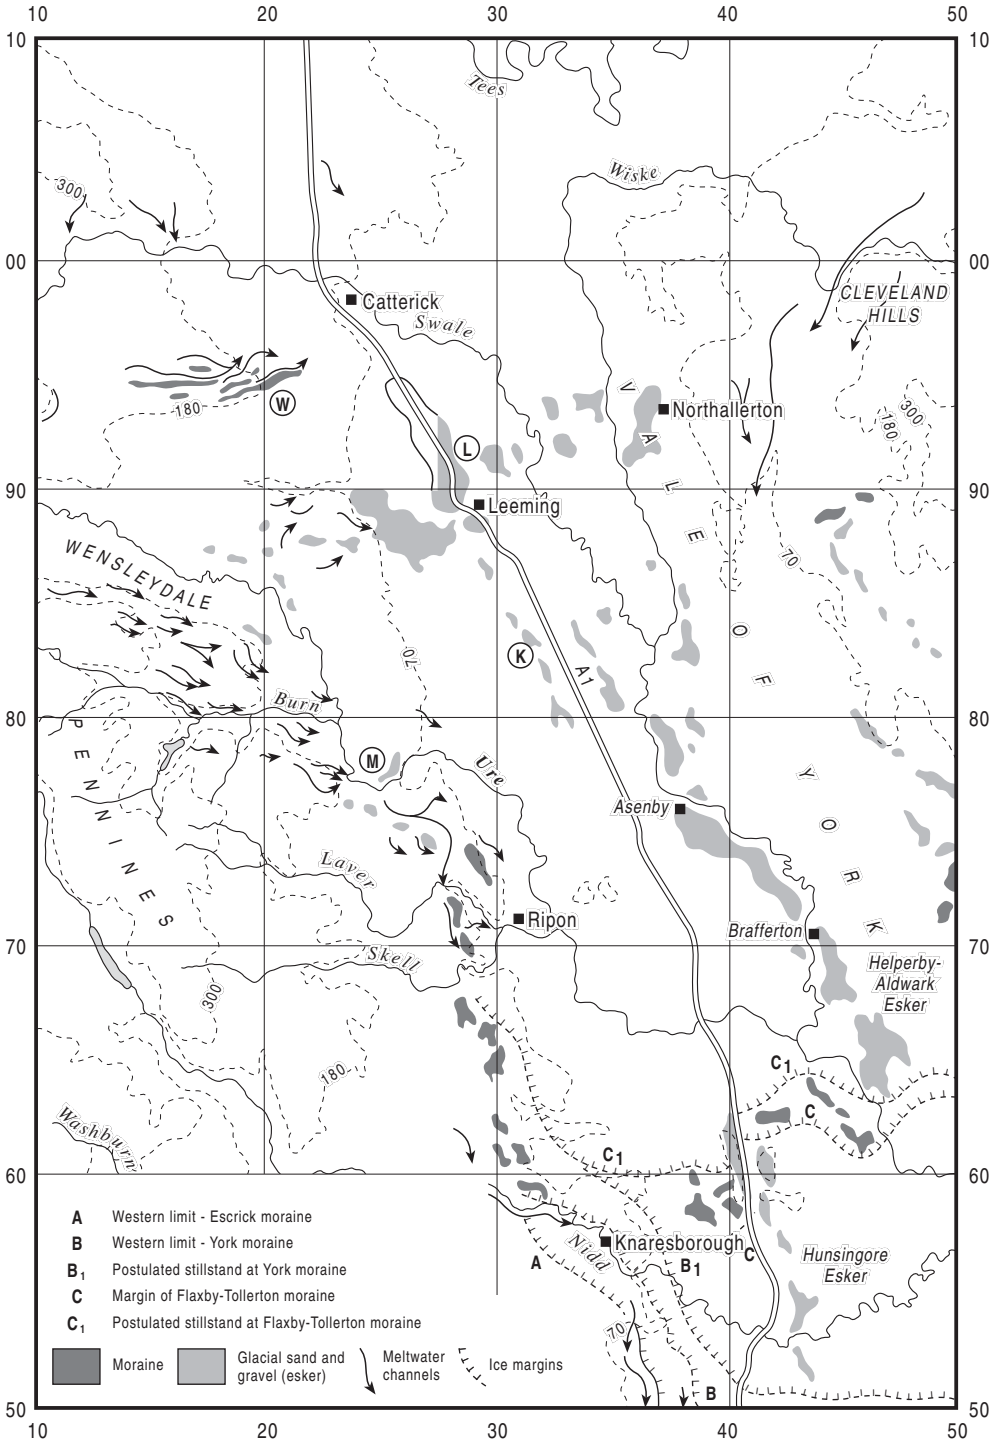 10 20 30 40 50
10 10
Tees
Wiske
300
00 00
CLEVELAND
HILLS
Catterick
Swale
W
180
V A L E O F Y O R K
Northallerton
300
180
L
90 90
Leeming
WENSLEYDALE
70
K
A1
70
Burn
80 80
PENNINES
M
Ure
Asenby
Laver
Ripon
Brafferton
70 70
Skell
Helperby-
Aldwark
Esker
300
180
C1
C
Washburn
C1
60 60
A Western limit - Escrick moraine
B Western limit - York moraine
B1 Postulated stillstand at York moraine
C Margin of Flaxby-Tollerton moraine
C1 Postulated stillstand at Flaxby-Tollerton moraine
Knaresborough
Nidd
A
B1
C
Hunsingore
Esker
70
B
Moraine
Glacial sand and
gravel (esker)
Meltwater
channels
Ice margins
50 50
10 20 30 40 50